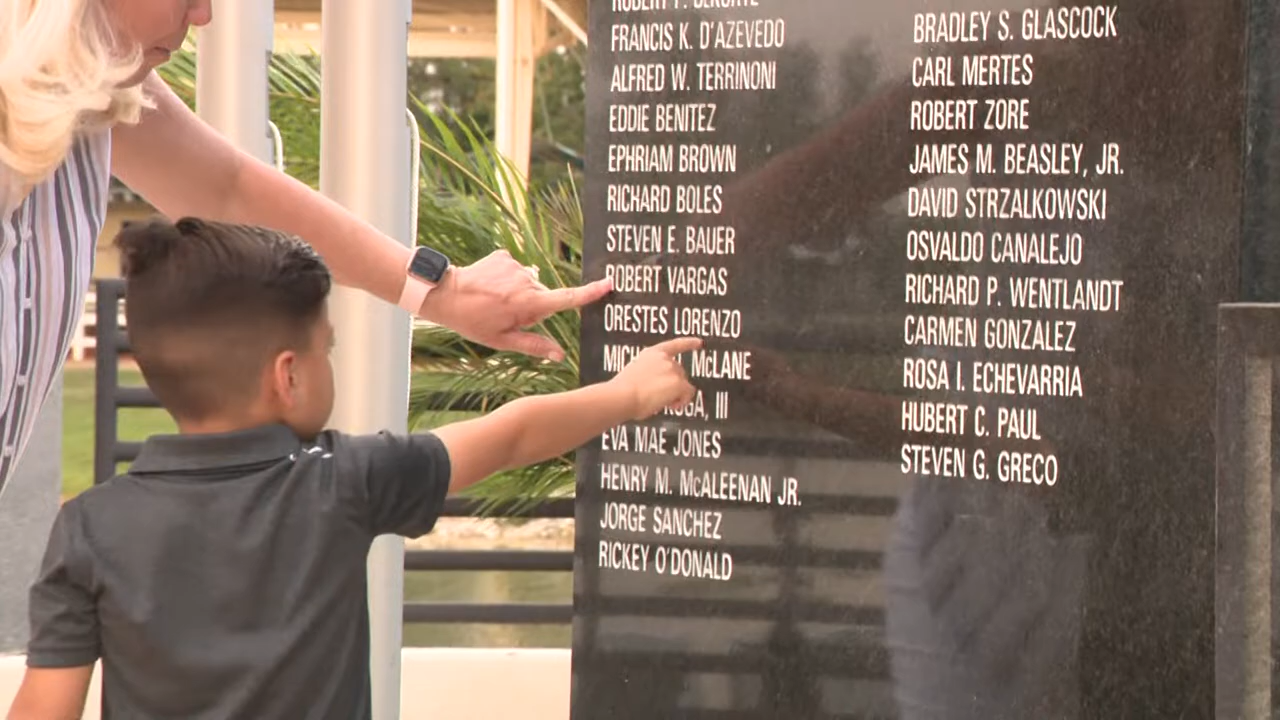 FRANCIS K. D'AZEVEDO
ALFRED W. TERRINONI
EDDIE BENITEZ
EPHRIAM BROWN
RICHARD BOLES
STEVEN E. BAUER
ROBERT VARGAS
ORESTES LORENZO
McLANE
III
EVA MAE JONES
HENRY M. McALEENAN JR.
JORGE SANCHEZ
RICKEY O'DONALD
BRADLEY S. GLASCOCK
CARL MERTES
ROBERT ZORE
JAMES M. BEASLEY, JR.
DAVID STRZALKOWSKI
OSVALDO CANALEJO
RICHARD P. WENTLANDT
CARMEN GONZALEZ
ROSA I. ECHEVARRIA
HUBERT C. PAUL
STEVEN G. GRECO